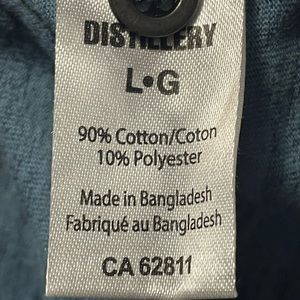 DISTILLERY
L•G
90% Cotton/Coton
10% Polyester
Made in Bangladesh
Fabriqué au Bangladesh
CA 62811